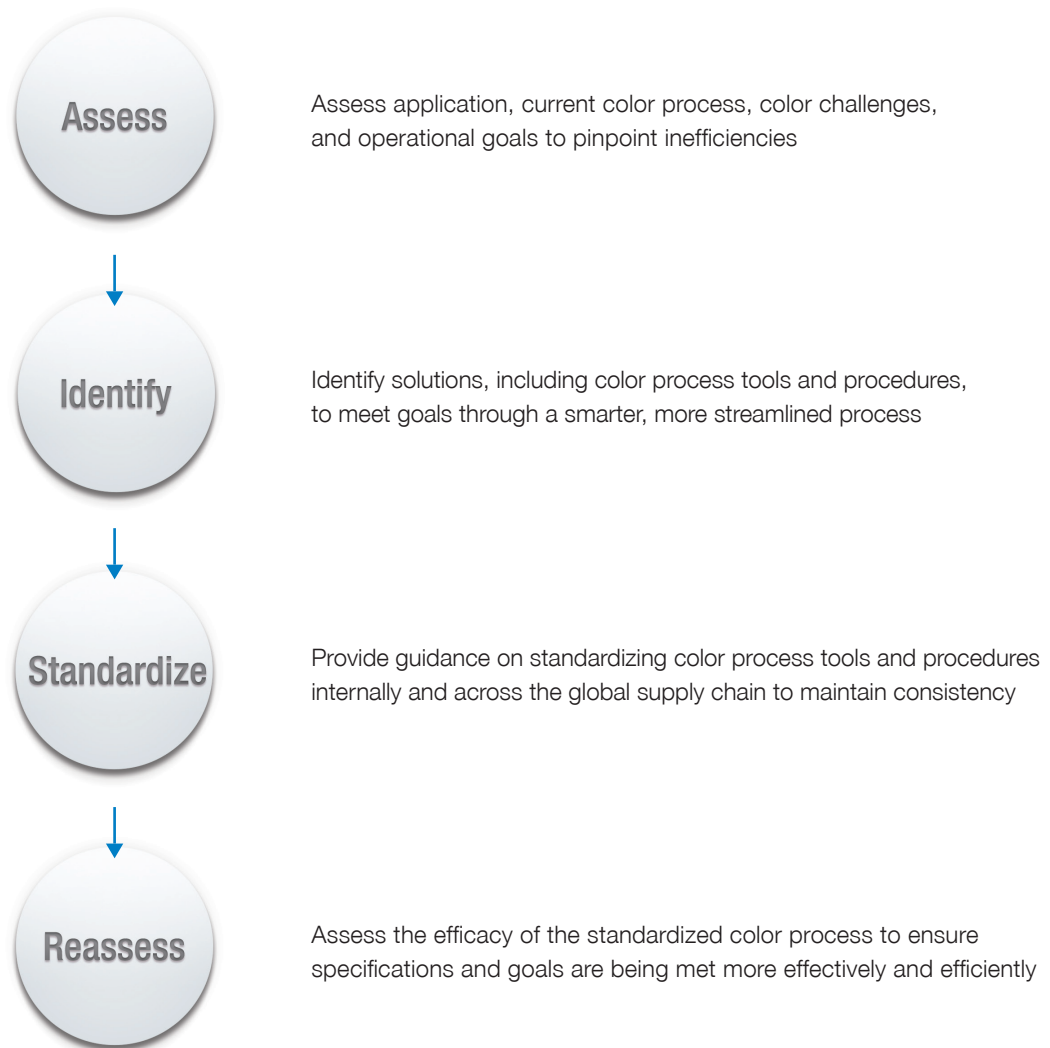 Assess
Assess application, current color process, color challenges,
and operational goals to pinpoint inefficiencies
Identify
Identify solutions, including color process tools and procedures,
to meet goals through a smarter, more streamlined process
Standardize
Provide guidance on standardizing color process tools and procedures
internally and across the global supply chain to maintain consistency
Reassess
Assess the efficacy of the standardized color process to ensure
specifications and goals are being met more effectively and efficiently